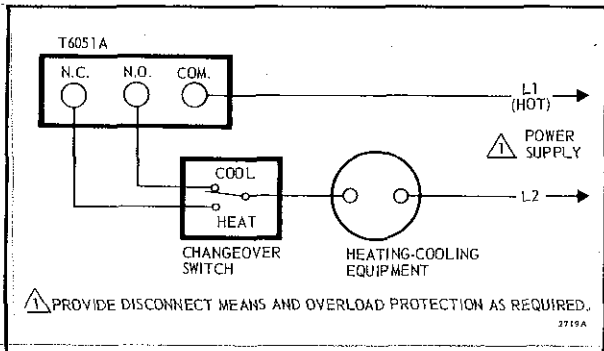 T6051A
N.C. N.O. COM.
L1
(HOT)
1 POWER
SUPPLY
COOL
L2
HEAT
CHANGEOVER
SWITCH
HEATING-COOLING
EQUIPMENT
1 PROVIDE DISCONNECT MEANS AND OVERLOAD PROTECTION AS REQUIRED.
2719A